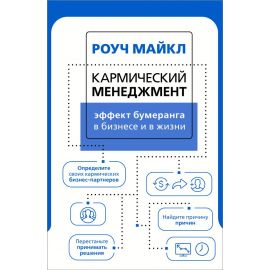 РОУЧ МАЙКЛ
КАРМИЧЕСКИЙ
МЕНЕДЖМЕНТ
эффект бумеранга
в бизнесе и в жизни
Определите
своих кармических
бизнес-партнеров
$
Найдите причину
причин
Перестаньте
принимать
решения